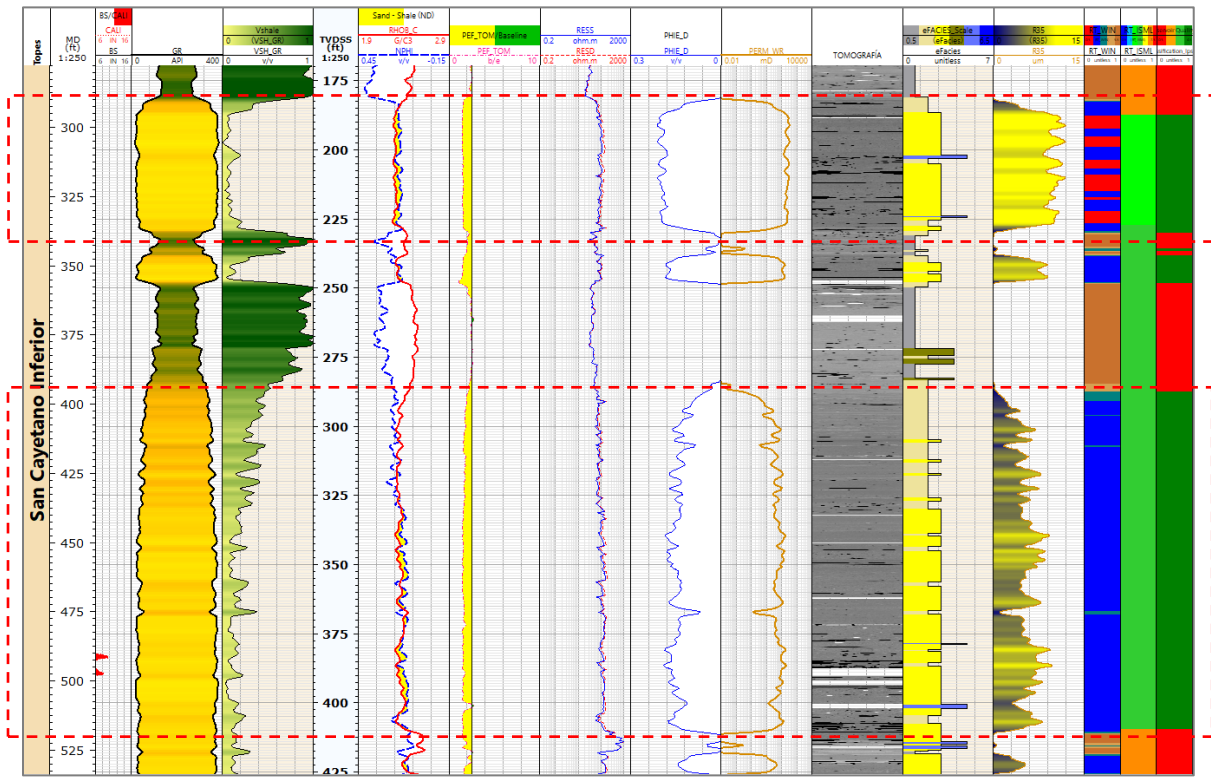 Topes
MD
(ft)
1:250
BS/CALI
CALI
6 IN 16
BS
6 IN 16
GR
0 API 400
Vshale
0 (VSH_GR)
VSH_GR
0 v/v 1
TVDSS
(ft)
1:250
Sand - Shale (ND)
RHOB_C
1.9 G/C3 2.9
NPHI
0.45 v/v -0.15
PEF_TOM/Baseline
PEF_TOM
0 b/e 10
RESS
0.2 ohm.m 2000
RESD
0.2 ohm.m 2000
PHIE_D
PHIE_D
0.3 v/v
PERM_WR
0.01 mD 10000
TOMOGRAFÍA
eFACIES_Scale
0.5 (eFacies)
eFacies
0 unitless 7
R35
0 (R35) 15
R35
0 um 15
RT_WIN
RT_WIN
0 unitless 1
RT_ISML
RT_ISML
0 unitless 1
0 unitless 1
San Cayetano Inferior
300
325
350
375
400
425
450
475
500
525
175
200
225
250
275
300
325
350
375
400
425